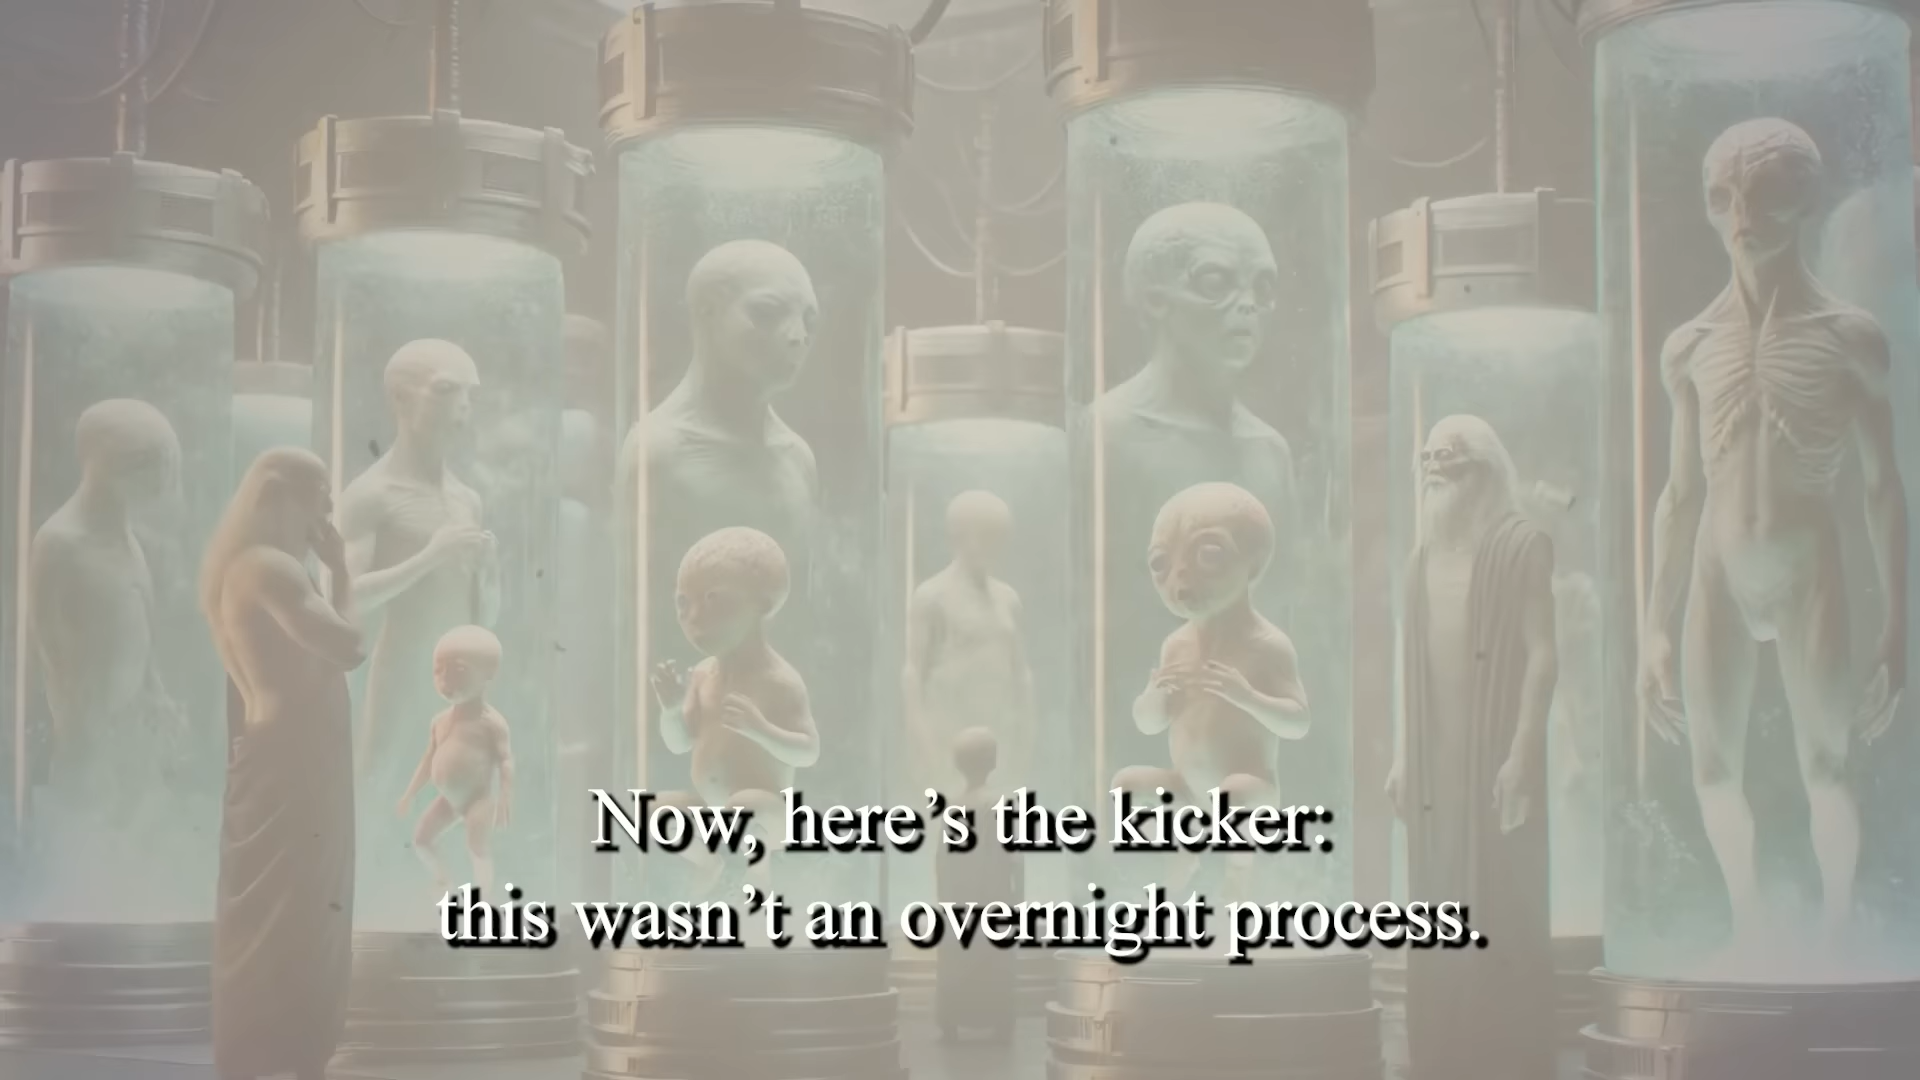 Now, here’s the kicker:
this wasn’t an overnight process.